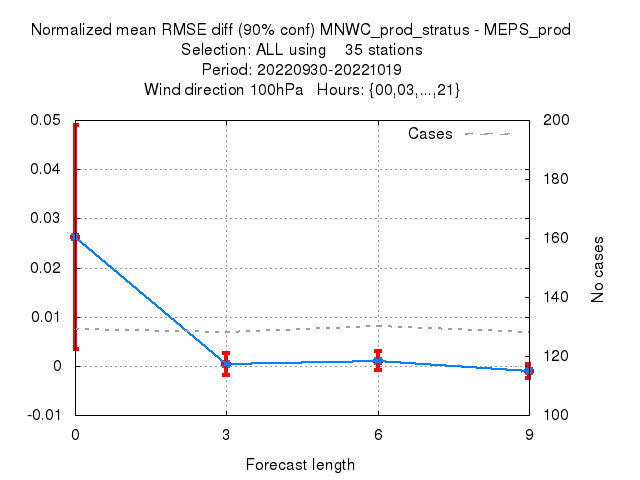 Normalized mean RMSE diff (90% conf) MNWC_prod_stratus - MEPS_prod
Selection: ALL using 35 stations
Period: 20220930-20221019
Wind direction 100hPa Hours: {00,03,...,21}
Cases
0.05
0.04
0.03
0.02
0.01
0
-0.01
200
180
160
140
120
100
No cases
0 3 6 9
Forecast length